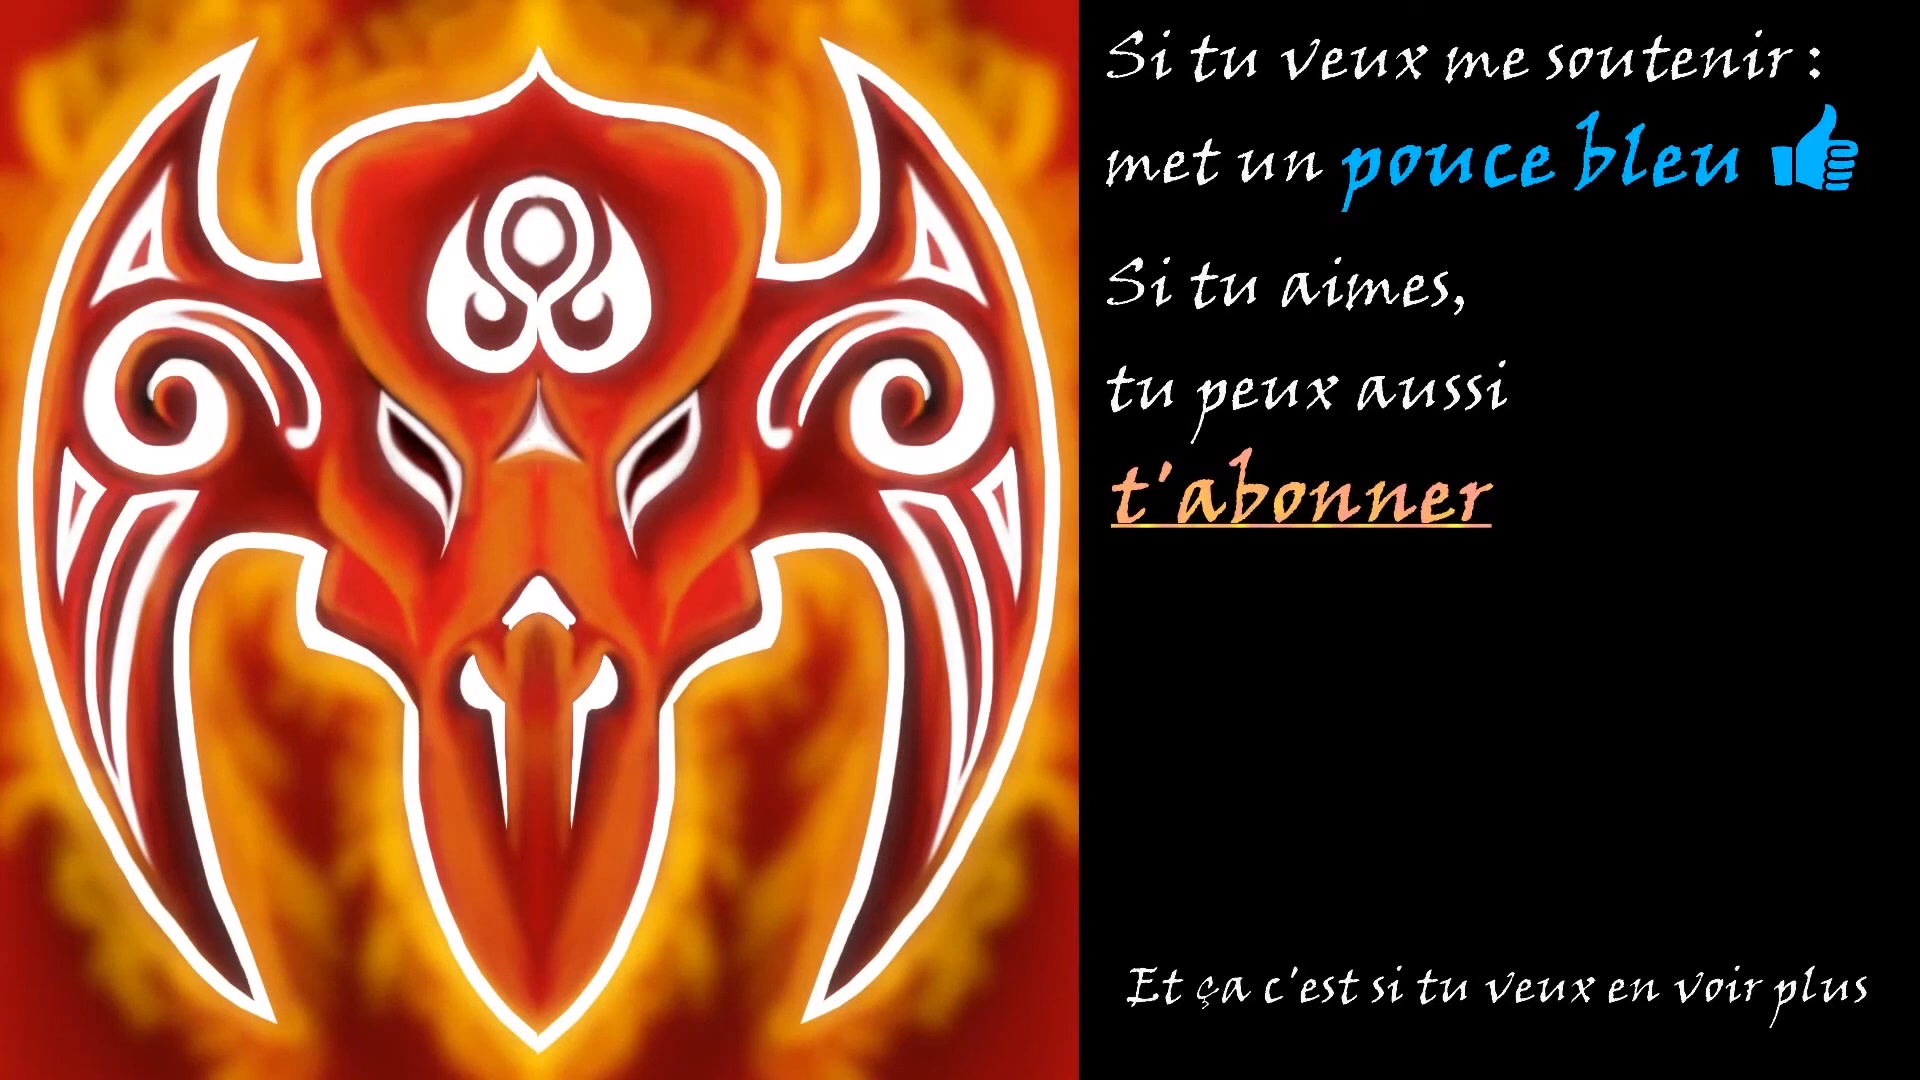 Si tu veux me soutenir :
met un pouce bleu
Si tu aimes,
tu peux aussi
t'abonner
Et ça c'est si tu veux en voir plus